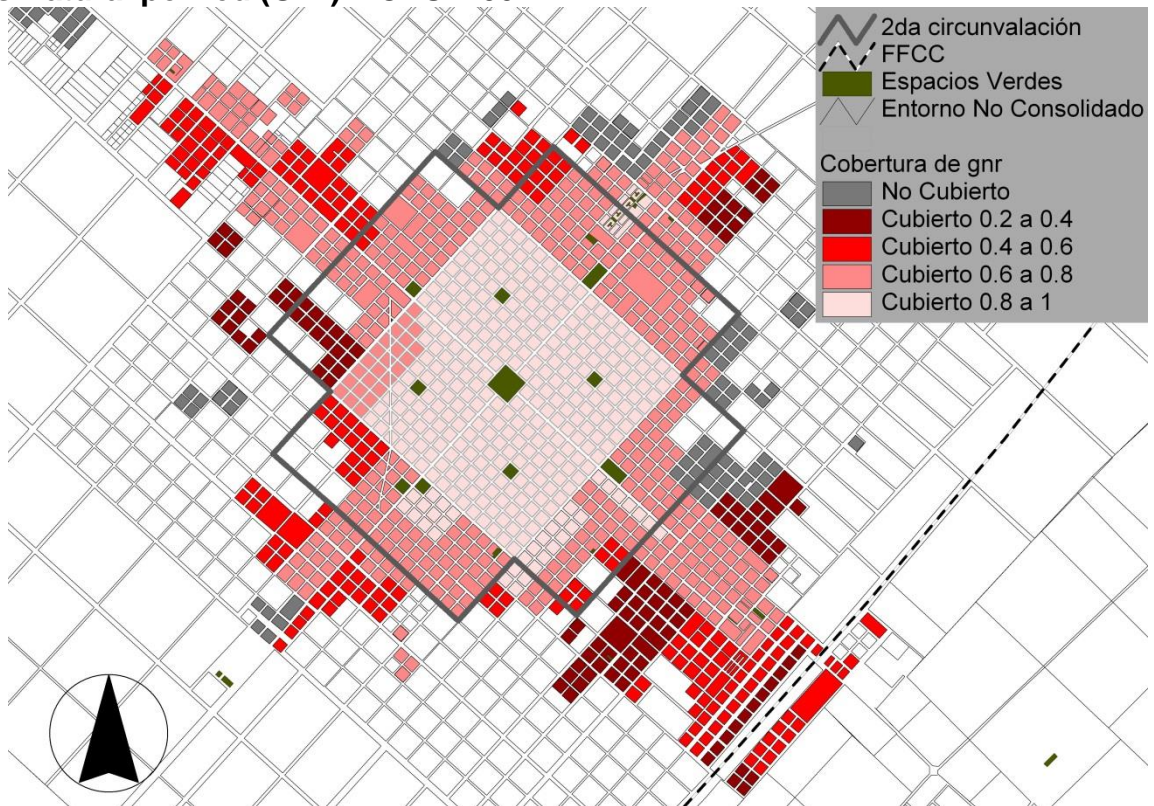 2da circunvalación
FFCC
Espacios Verdes
Entorno No Consolidado
Cobertura de gnr
No Cubierto
Cubierto 0.2 a 0.4
Cubierto 0.4 a 0.6
Cubierto 0.6 a 0.8
Cubierto 0.8 a 1